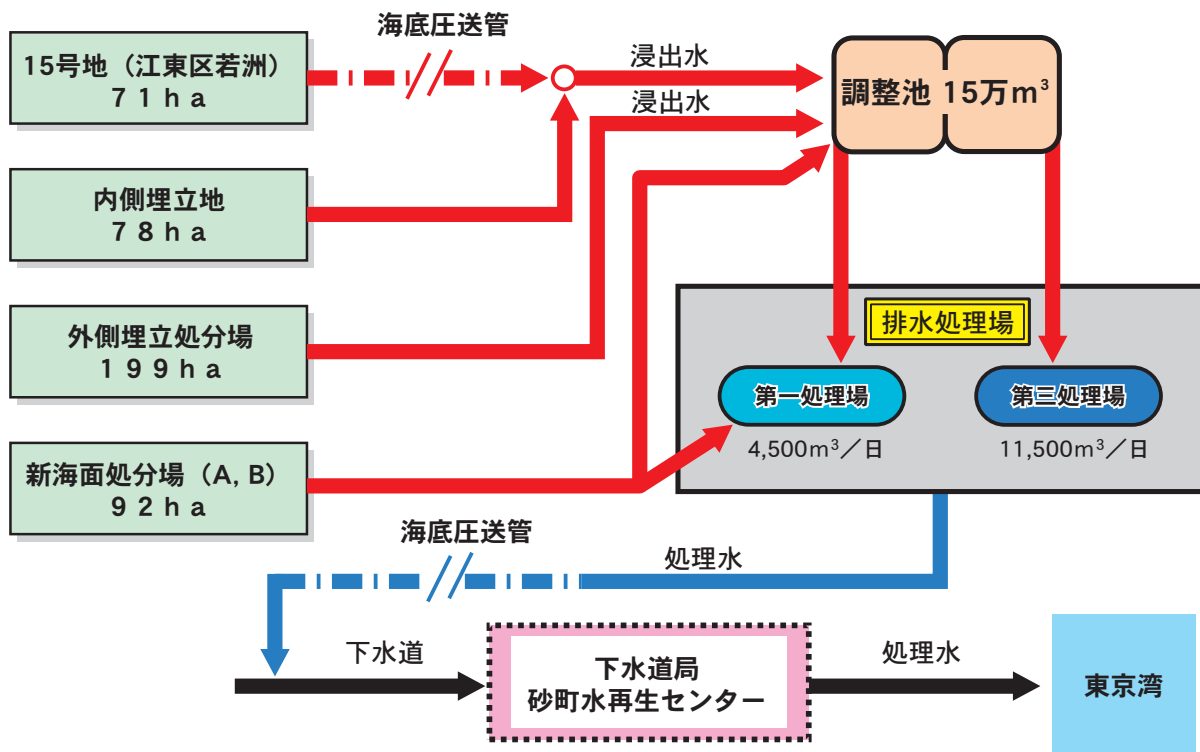 海底圧送管
15号地（江東区若洲）
71ha
浸出水
調整池 15万m³
浸出水
内側埋立地
78ha
外側埋立処分場
199ha
排水処理場
第一処理場
第三処理場
4,500m³／日
11,500m³／日
新海面処分場（A, B）
92ha
海底圧送管
処理水
下水道
下水道局
砂町水再生センター
処理水
東京湾